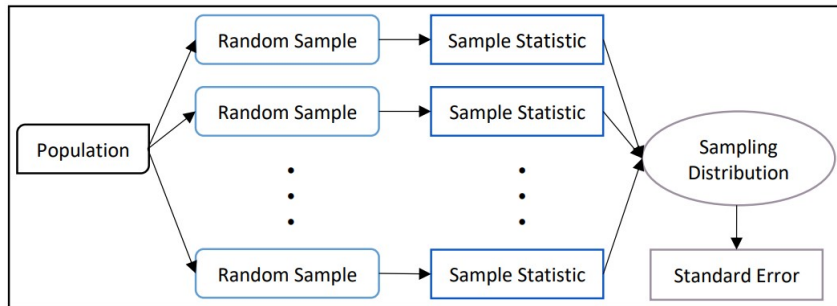 Random Sample
Sample Statistic
Random Sample
Sample Statistic
Population
Sampling
Distribution
Random Sample
Sample Statistic
Standard Error